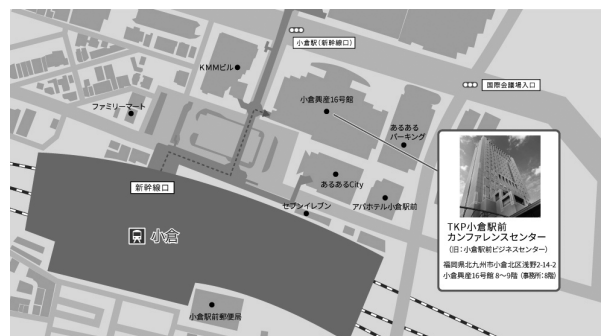 小倉駅(新幹線口)
KMMビル
国際会議場入口
小倉興産16号館
ファミリーマート
あるある
パーキング
あるあるCity
新幹線口
セブンイレブン
アパホテル小倉駅前
小倉
小倉駅前郵便局
TKP小倉駅前
カンファレンスセンター
(旧:小倉駅前ビジネスセンター)
福岡県北九州市小倉北区浅野2-14-2
小倉興産16号館 8～9階 (事務所:8階)